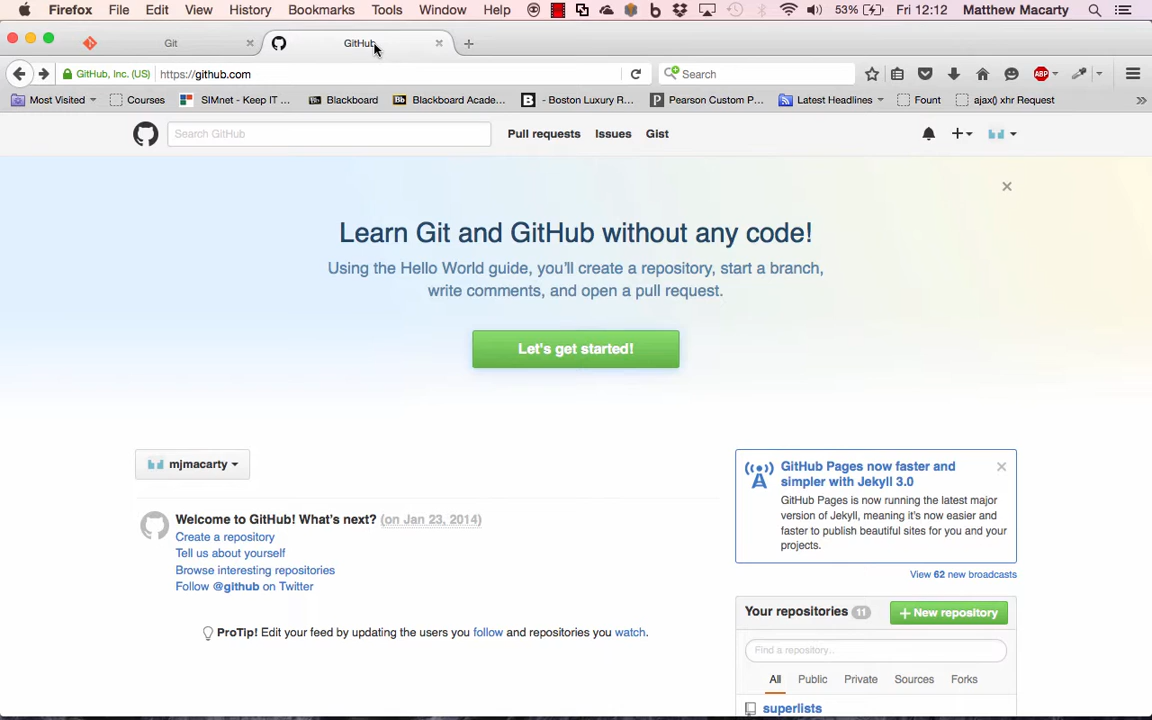 Firefox File Edit View History Bookmarks Tools Window Help 53% Fri 12:12 Matthew Macarty
Git
GitHub
GitHub, Inc. (US) https://github.com
Search
ABP
Most Visited Courses SIMnet - Keep IT ... Blackboard Blackboard Acade... - Boston Luxury R... Pearson Custom P... Latest Headlines Fount ajax() xhr Request
Search GitHub
Pull requests Issues Gist
Learn Git and GitHub without any code!
Using the Hello World guide, you'll create a repository, start a branch,
write comments, and open a pull request.
Let's get started!
mjmacarty
Welcome to GitHub! What's next? (on Jan 23, 2014)
Create a repository
Tell us about yourself
Browse interesting repositories
Follow @github on Twitter
ProTip! Edit your feed by updating the users you follow and repositories you watch.
GitHub Pages now faster and
simpler with Jekyll 3.0
GitHub Pages is now running the latest major
version of Jekyll, meaning it's now easier and
faster to publish beautiful sites for you and your
projects.
View 62 new broadcasts
Your repositories 11
New repository
Find a repository...
All Public Private Sources Forks
superlists